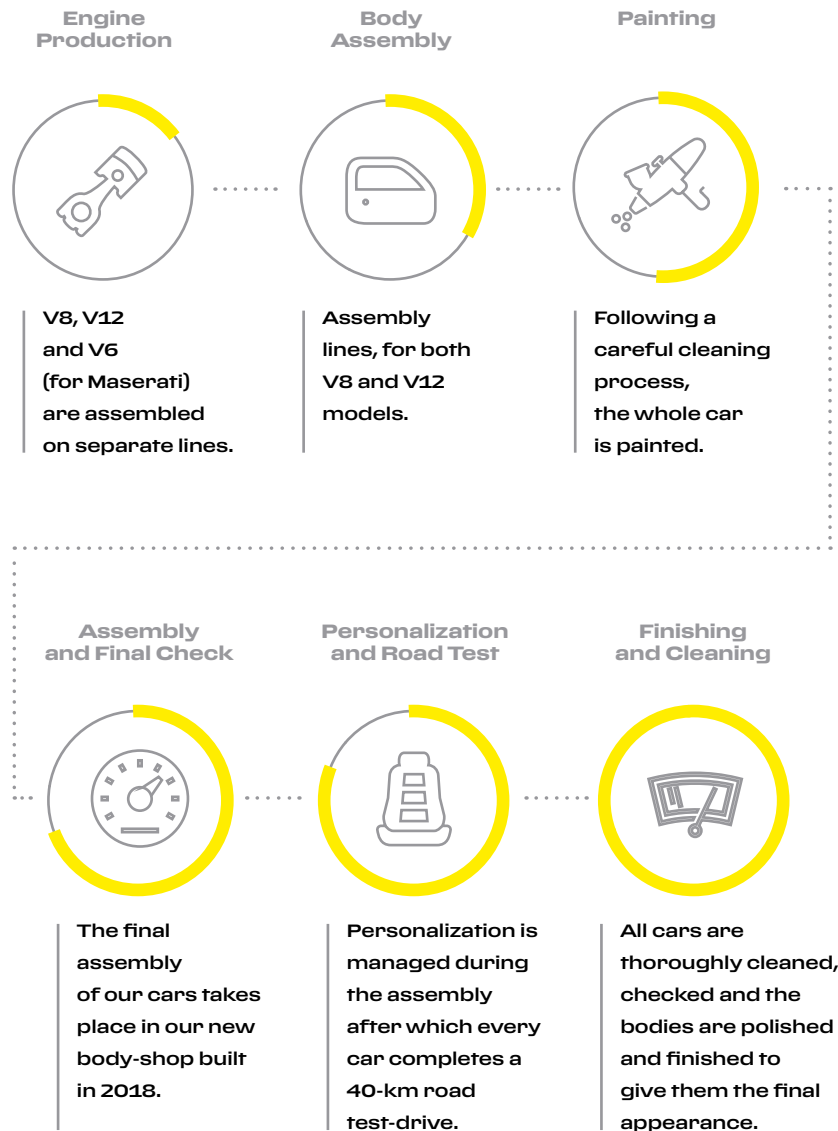 Engine
Production
Body
Assembly
Painting
V8, V12
and V6
(for Maserati)
are assembled
on separate lines.
Assembly
lines, for both
V8 and V12
models.
Following a
careful cleaning
process,
the whole car
is painted.
Assembly
and Final Check
Personalization
and Road Test
Finishing
and Cleaning
The final
assembly
of our cars takes
place in our new
body-shop built
in 2018.
Personalization is
managed during
the assembly
after which every
car completes a
40-km road
test-drive.
All cars are
thoroughly cleaned,
checked and the
bodies are polished
and finished to
give them the final
appearance.